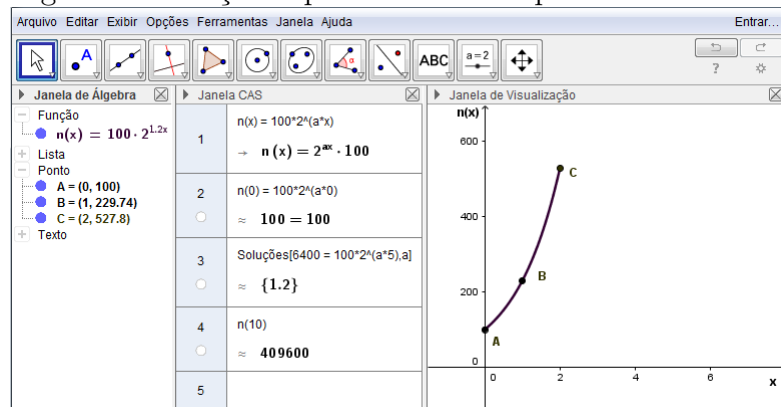 Arquivo Editar Exibir Opções Ferramentas Janela Ajuda Entrar...
A
α
ABC
a=2
?
Janela de Álgebra
Função
n(x) = 100 · 2^1.2x
Lista
Ponto
A = (0, 100)
B = (1, 229.74)
C = (2, 527.8)
Texto
Janela CAS
1
n(x) = 100*2^(a*x)
→ n (x) = 2^ax · 100
2
n(0) = 100*2^(a*0)
≈ 100 = 100
3
Soluções[6400 = 100*2^(a*5),a]
≈ {1.2}
4
n(10)
≈ 409600
5
Janela de Visualização
n(x)
600
C
400
B
200
A
0
0 2 4 6 x